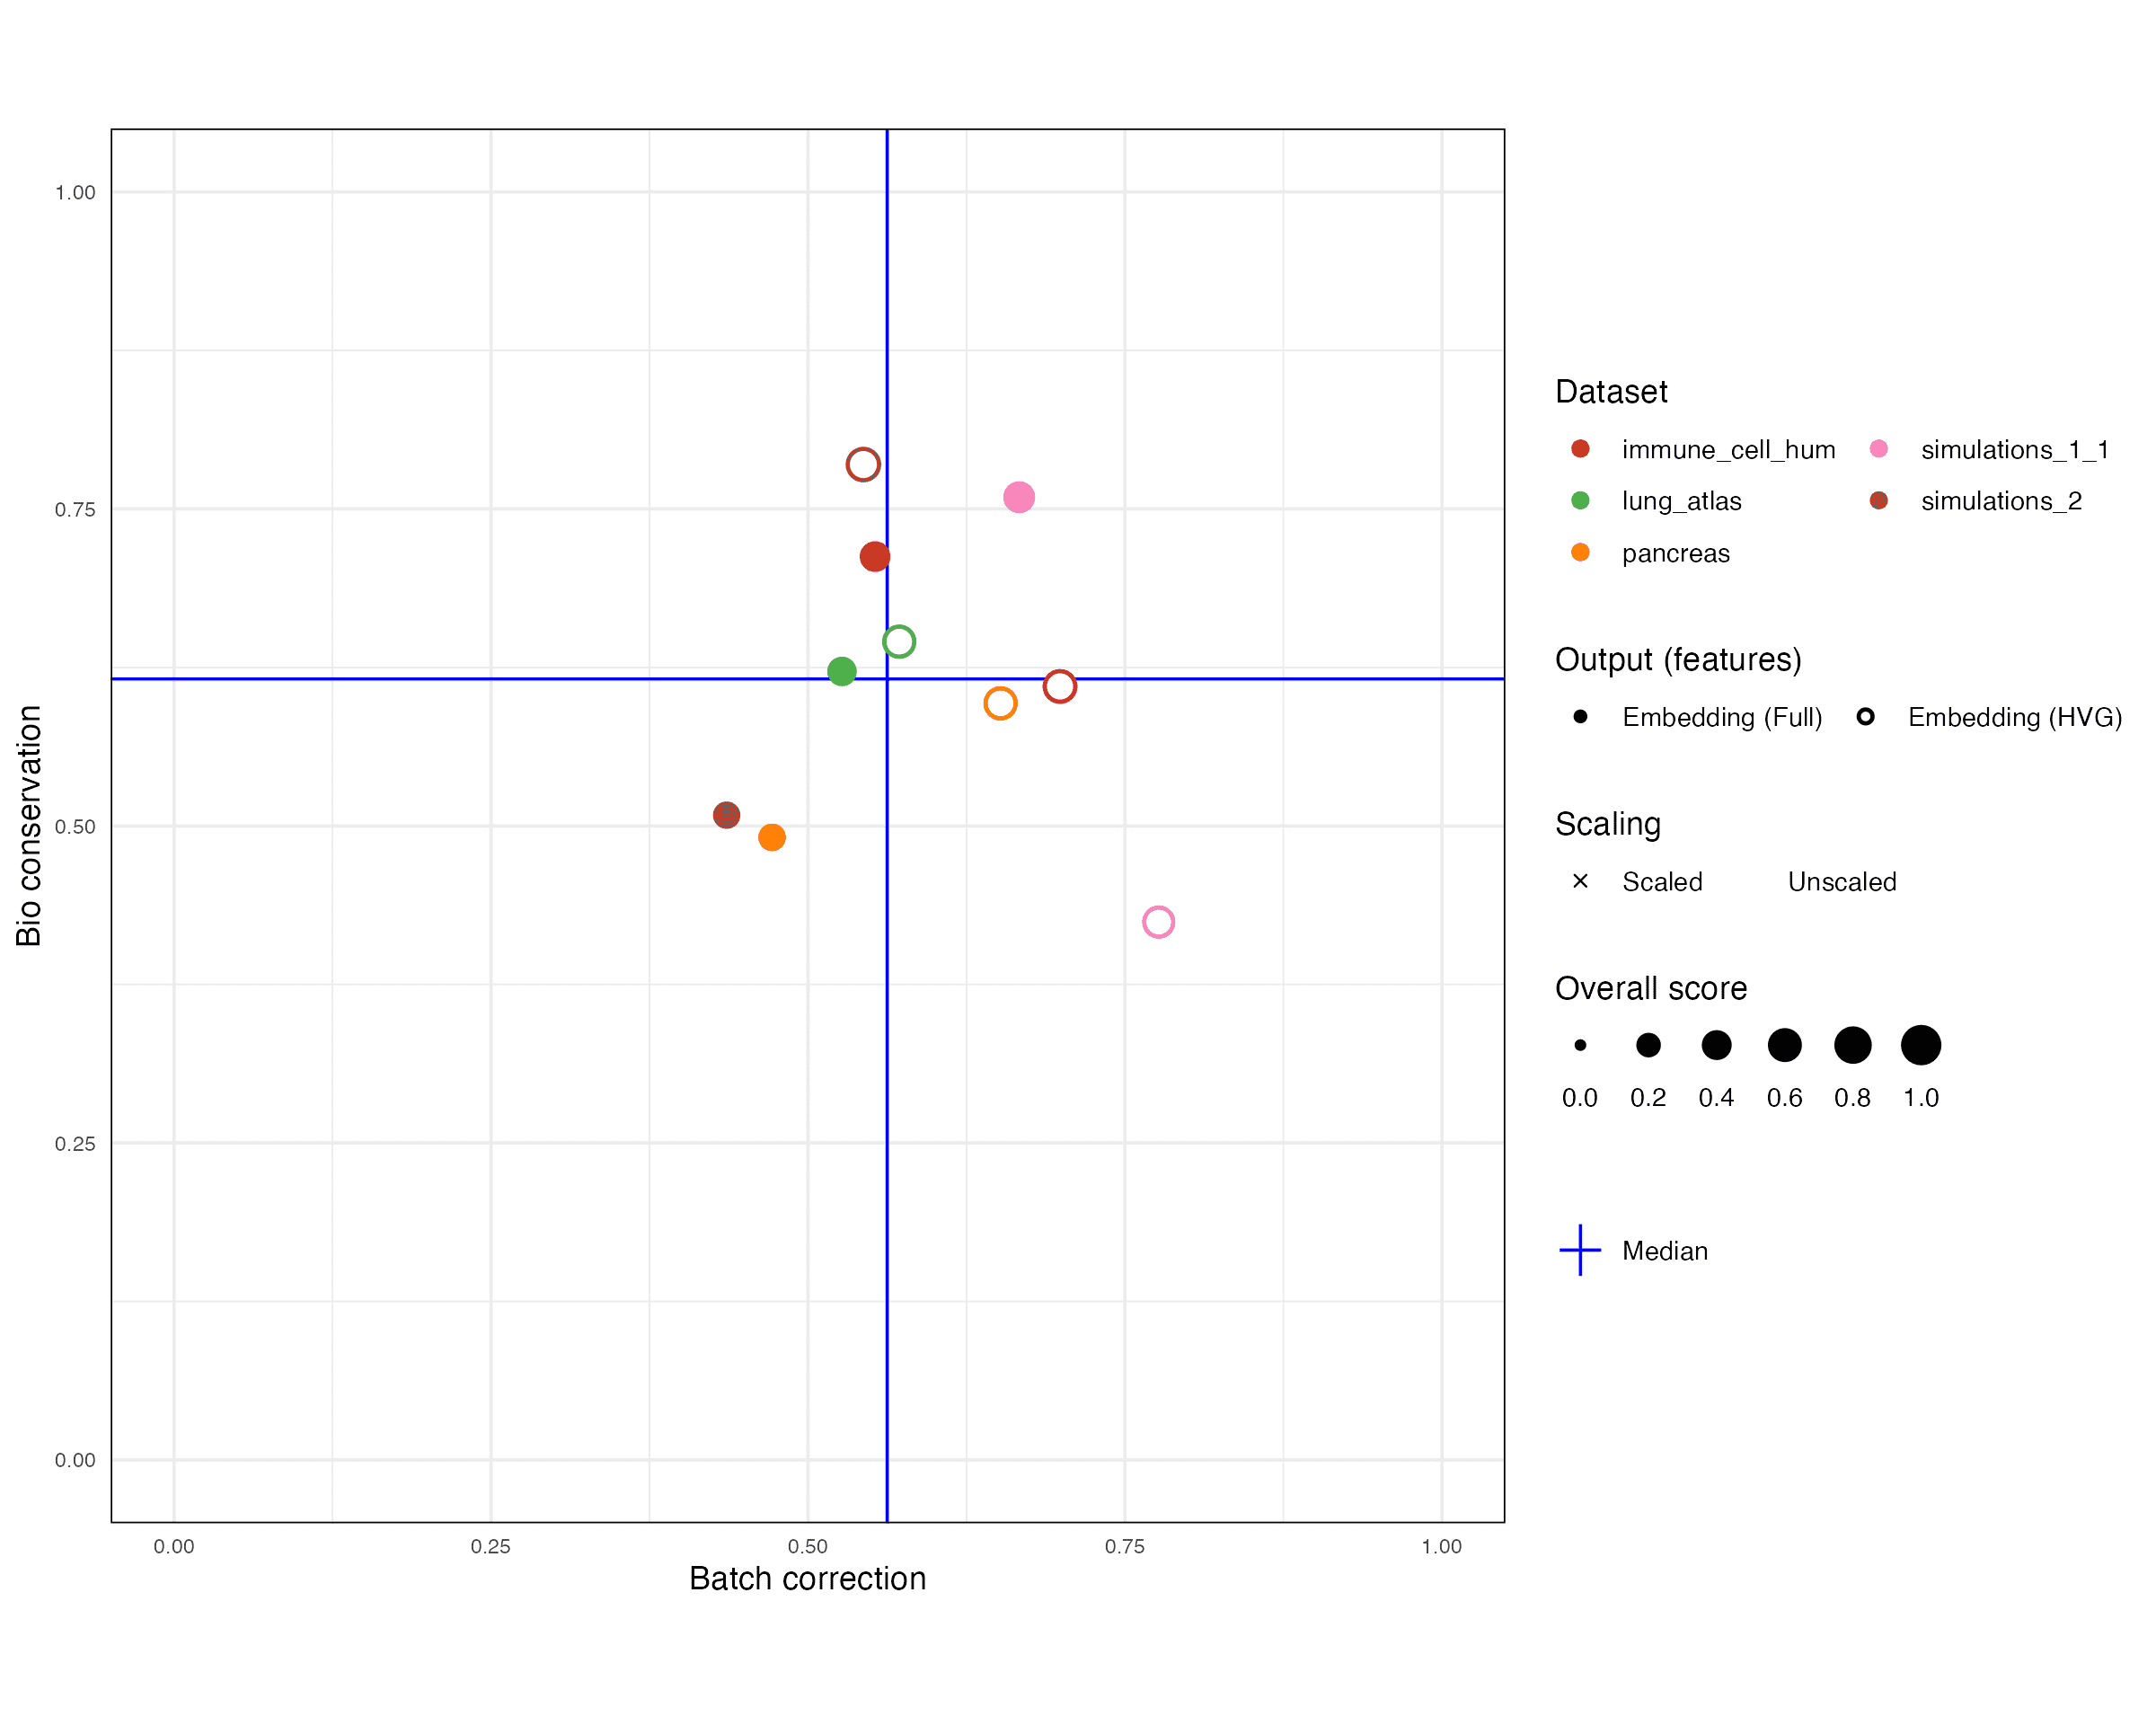 1.00
0.75
0.50
0.25
0.00
Bio conservation
0.00 0.25 0.50 0.75 1.00
Batch correction
Dataset
immune_cell_hum simulations_1_1
lung_atlas simulations_2
pancreas
Output (features)
Embedding (Full) Embedding (HVG)
Scaling
Scaled Unscaled
Overall score
0.0 0.2 0.4 0.6 0.8 1.0
Median